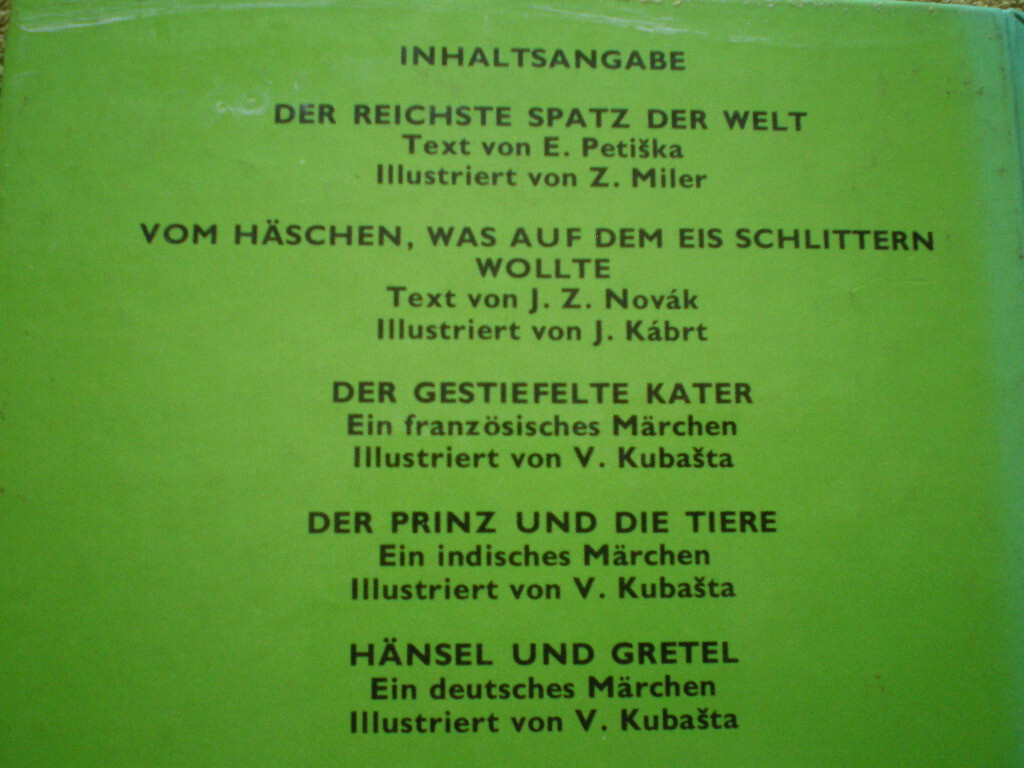 INHALTSANGABE
DER REICHSTE SPATZ DER WELT
Text von E. Petiška
Illustriert von Z. Miler
VOM HÄSCHEN, WAS AUF DEM EIS SCHLITTERN
WOLLTE
Text von J. Z. Novák
Illustriert von J. Kábrt
DER GESTIEFELTE KATER
Ein französisches Märchen
Illustriert von V. Kubašta
DER PRINZ UND DIE TIERE
Ein indisches Märchen
Illustriert von V. Kubašta
HÄNSEL UND GRETEL
Ein deutsches Märchen
Illustriert von V. Kubašta